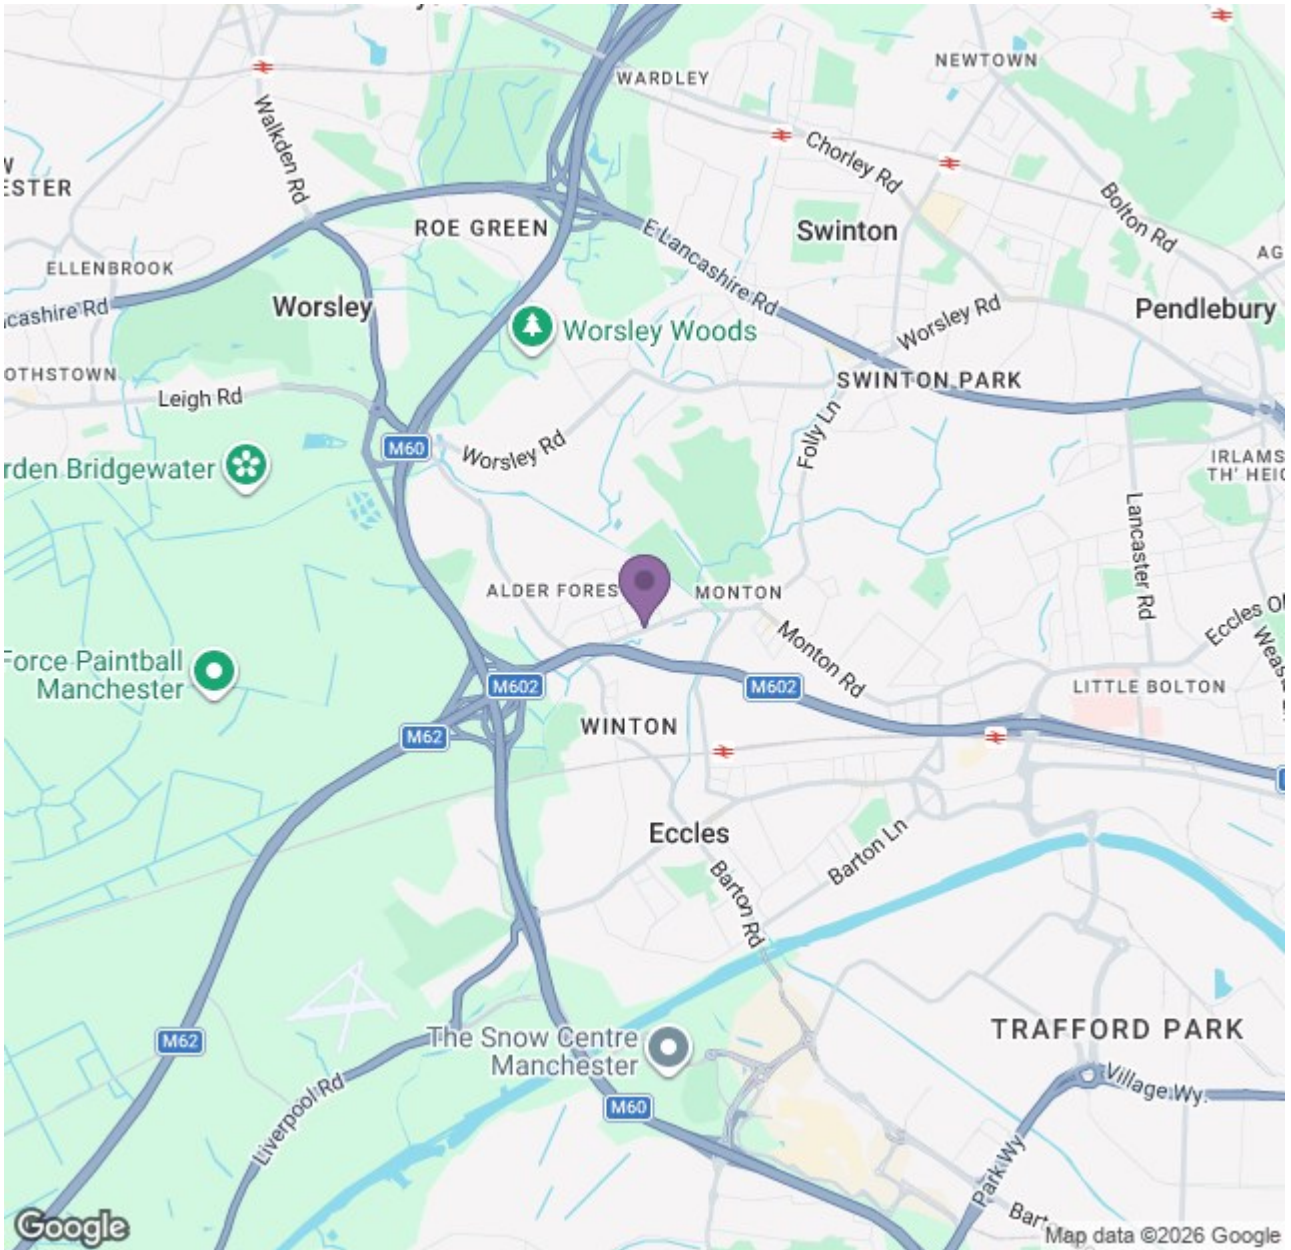 WARDLEY
NEWTOWN
Walkden Rd
Chorley Rd
ESTER
Bolton Rd
ROE GREEN
Swinton
E Lancashire Rd
ELLENBROOK
ncashire Rd
Worsley
Worsley Woods
Worsley Rd
Pendlebury
OTHSTOWN
Leigh Rd
SWINTON PARK
Folly Ln
M60
Worsley Rd
rden Bridgewater
IRLAMS
TH' HEIG
Lancaster Rd
ALDER FORES
MONTON
Eccles Ol
Monton Rd
Force Paintball
Manchester
M602
M602
LITTLE BOLTON
WINTON
M62
Eccles
Barton Ln
Barton Rd
M62
The Snow Centre
Manchester
TRAFFORD PARK
Liverpool Rd
Village Wy.
M60
Park Wy
Google
Map data ©2026 Google